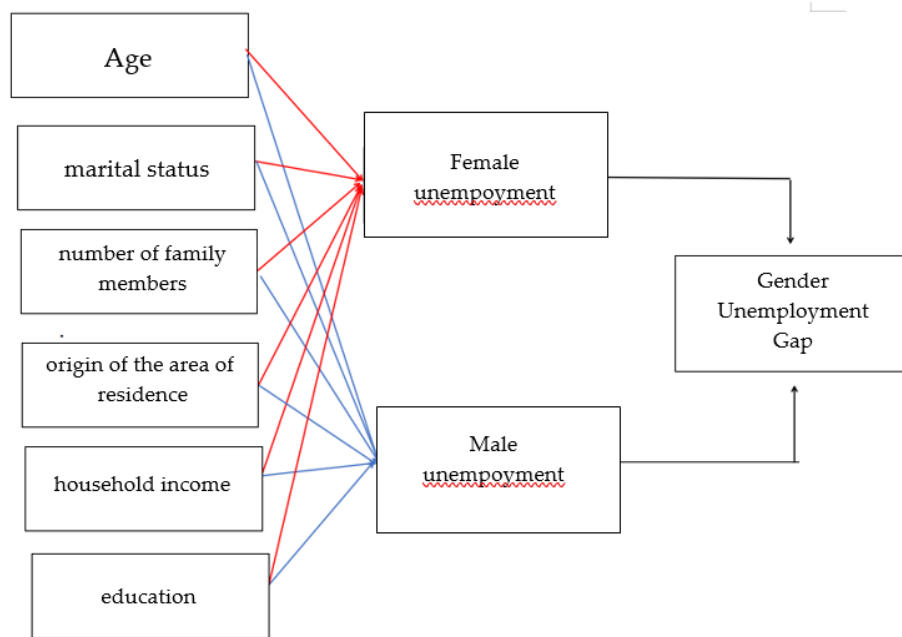 Age
marital status
number of family
members
origin of the area of
residence
household income
education
Female
unempoyment
Male
unempoyment
Gender
Unemployment
Gap